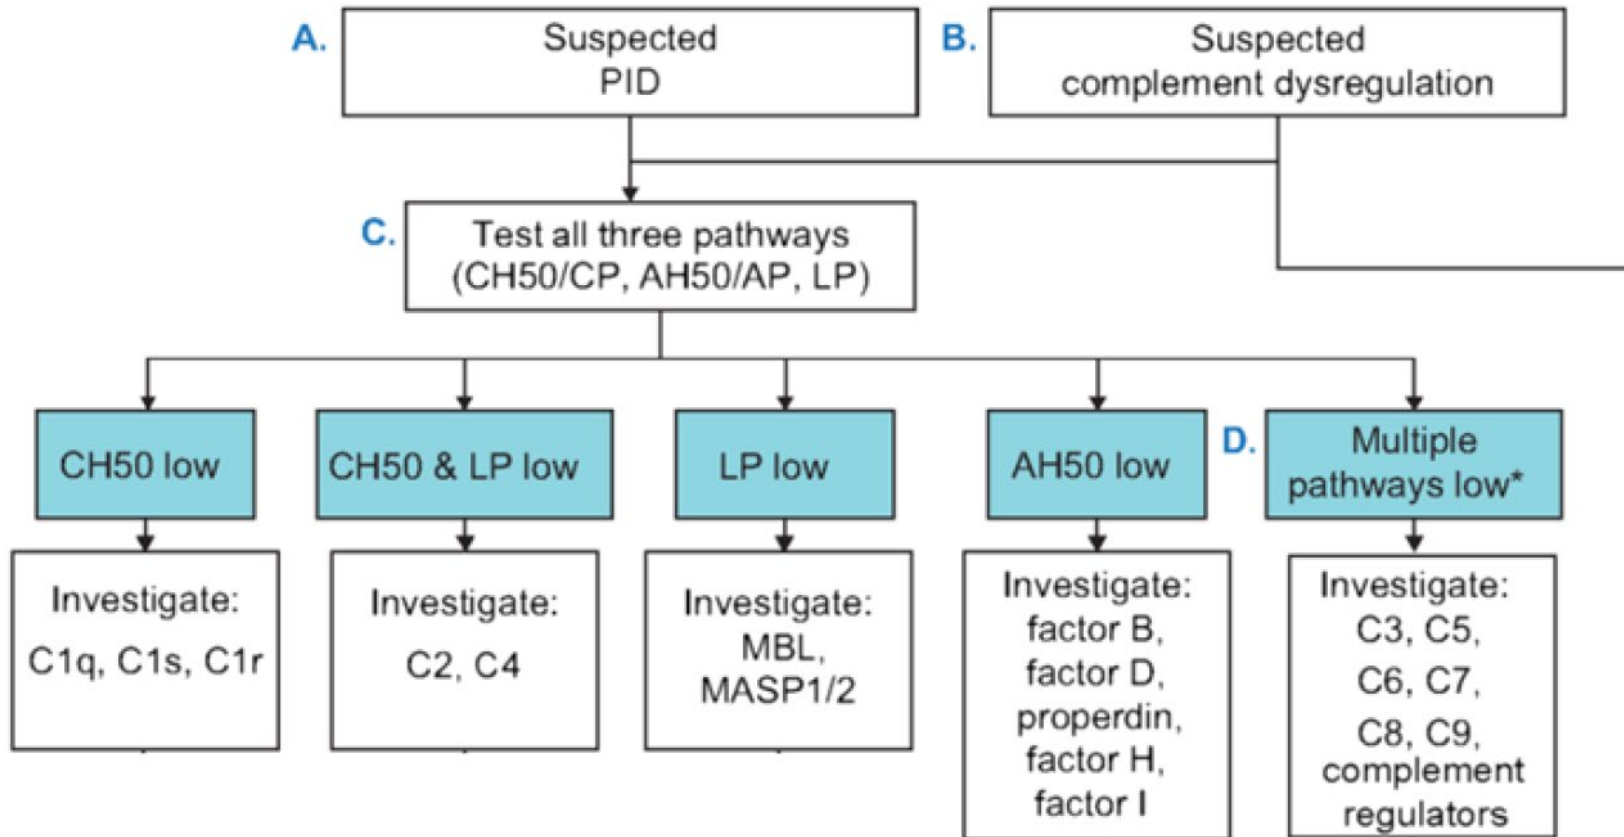 A.
Suspected
PID
B.
Suspected
complement dysregulation
C.
Test all three pathways
(CH50/CP, AH50/AP, LP)
CH50 low
CH50 & LP low
LP low
AH50 low
D.
Multiple
pathways low*
Investigate:
C1q, C1s, C1r
Investigate:
C2, C4
Investigate:
MBL,
MASP1/2
Investigate:
factor B,
factor D,
properdin,
factor H,
factor I
Investigate:
C3, C5,
C6, C7,
C8, C9,
complement
regulators